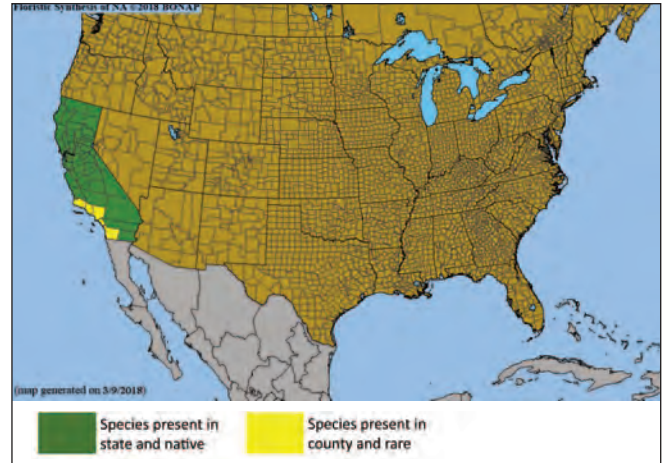 Floristic Synthesis of NA ©2018 BONAP
(map generated on 3/9/2018)
Species present in
state and native
Species present in
county and rare